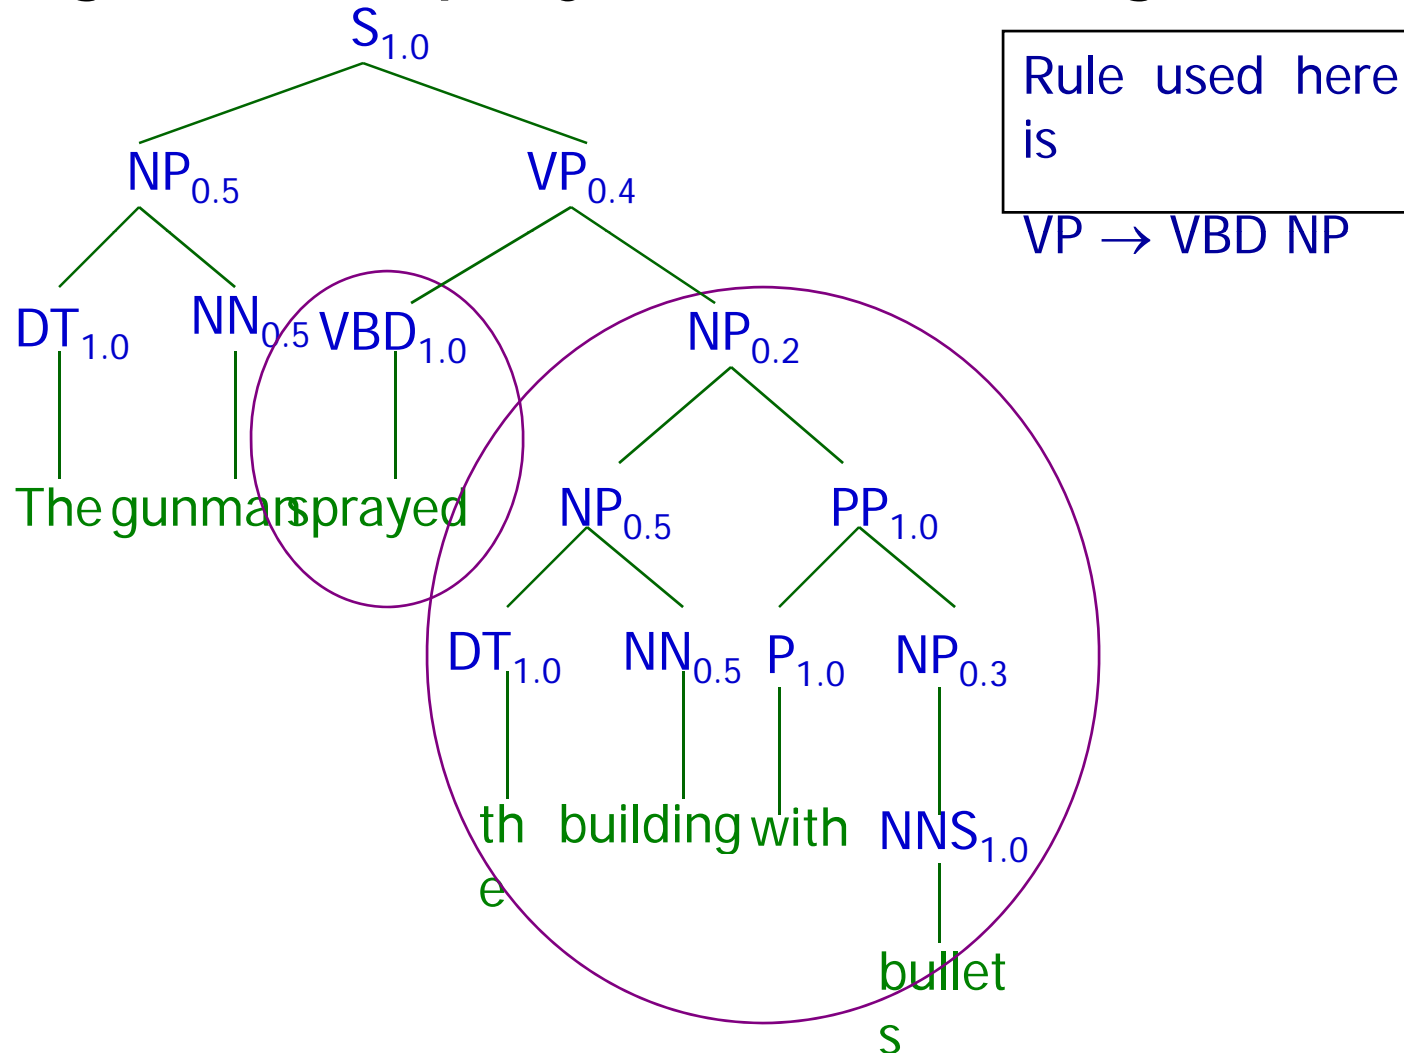 S1.0
Rule used here
is
VP → VBD NP
NP0.5 VP0.4
DT1.0 NN0.5 VBD1.0 NP0.2
The gunman sprayed NP0.5 PP1.0
DT1.0 NN0.5 P1.0 NP0.3
th building with NNS1.0
e
bullet
s